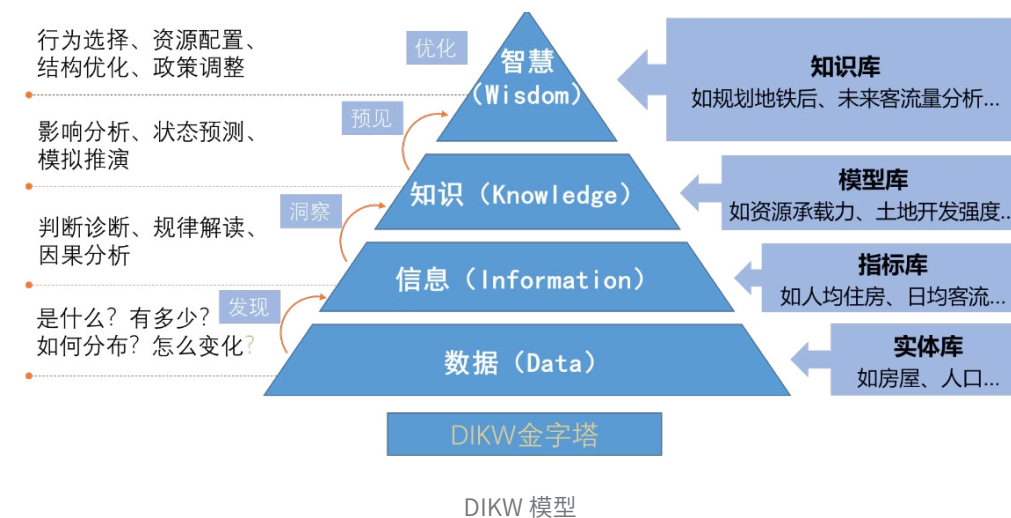 行为选择、资源配置、
结构优化、政策调整
优化
智慧
（Wisdom）
知识库
如规划地铁后、未来客流量分析...
影响分析、状态预测、
模拟推演
预见
知识（Knowledge）
模型库
如资源承载力、土地开发强度..
判断诊断、规律解读、
因果分析
洞察
信息（Information）
指标库
如人均住房、日均客流...
是什么？有多少？
如何分布？怎么变化？
发现
数据（Data）
实体库
如房屋、人口...
DIKW金字塔
DIKW 模型